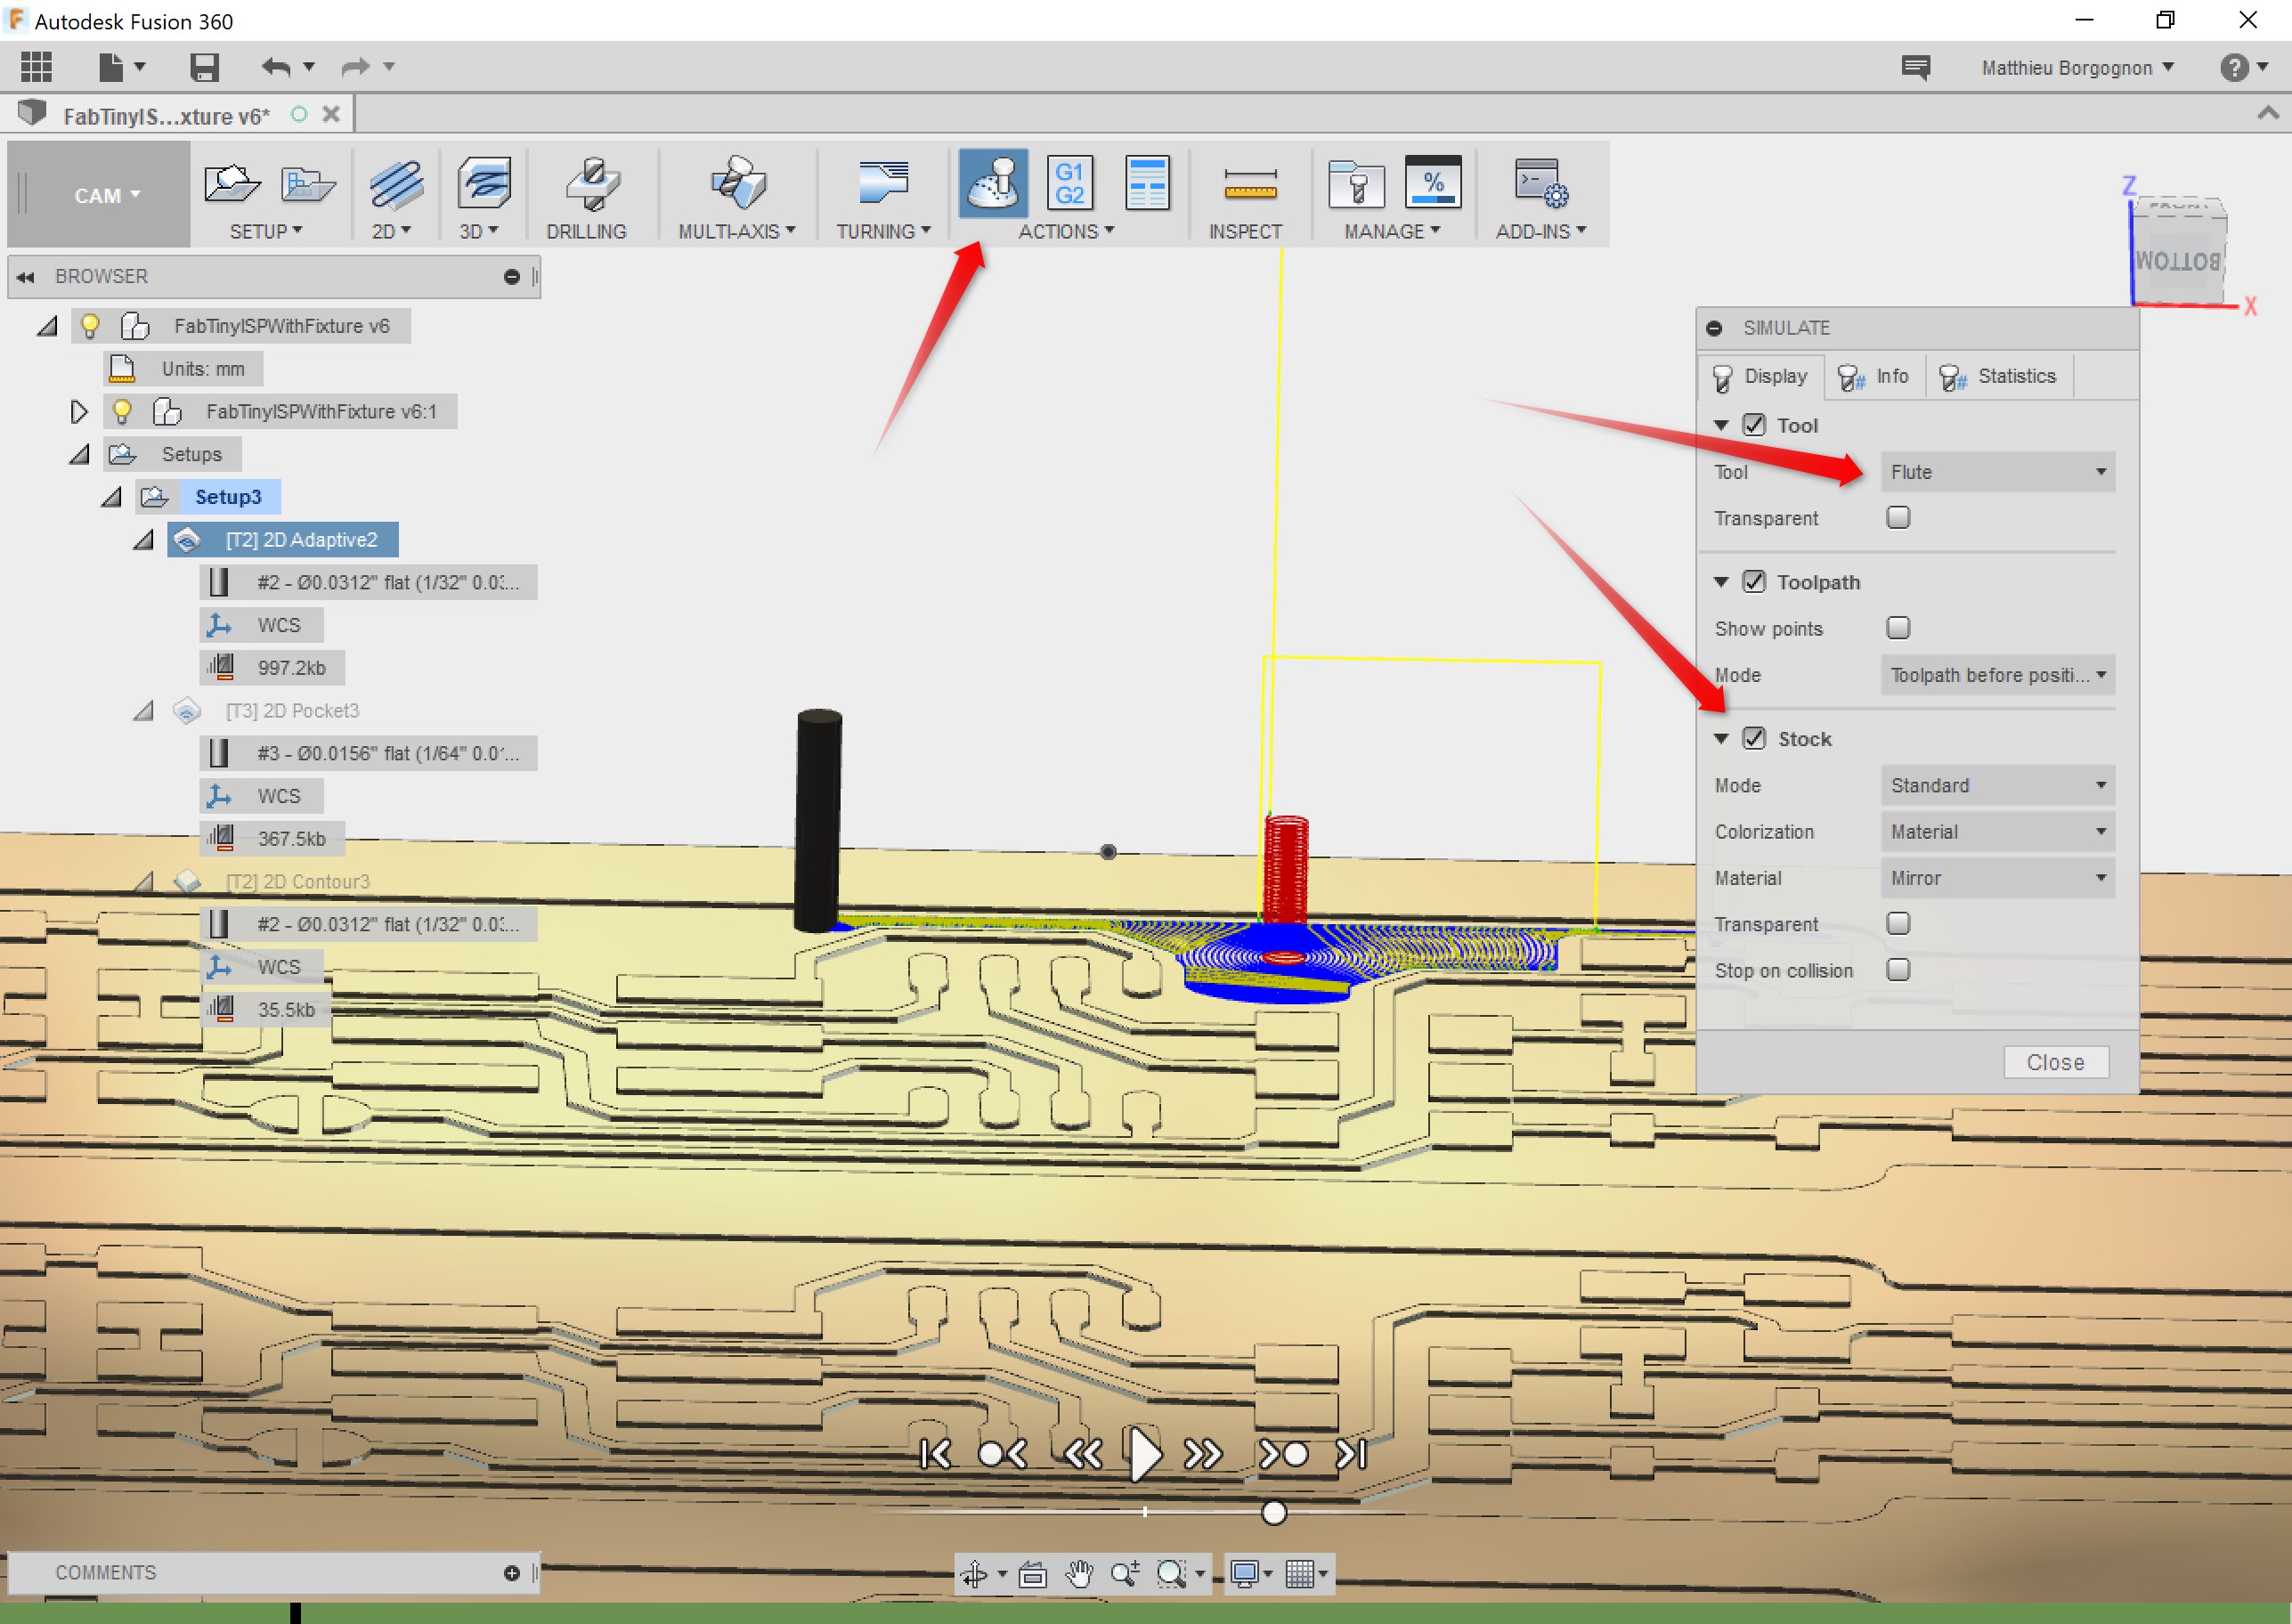 Autodesk Fusion 360
Matthieu Borgognon
?
FabTinyIS...xture v6*
CAM
G1
G2
%
SETUP
2D
3D
DRILLING
MULTI-AXIS
TURNING
ACTIONS
INSPECT
MANAGE
ADD-INS
Z
BOTTOM
X
BROWSER
FabTinyISPWithFixture v6
Units: mm
FabTinyISPWithFixture v6:1
Setups
Setup3
[T2] 2D Adaptive2
#2 - Ø0.0312" flat (1/32" 0.03...
WCS
997.2kb
[T3] 2D Pocket3
#3 - Ø0.0156" flat (1/64" 0.01...
WCS
367.5kb
[T2] 2D Contour3
#2 - Ø0.0312" flat (1/32" 0.03...
WCS
35.5kb
SIMULATE
Display
Info
Statistics
Tool
Tool Flute
Transparent
Toolpath
Show points
Mode Toolpath before positi...
Stock
Mode Standard
Colorization Material
Material Mirror
Transparent
Stop on collision
Close
COMMENTS